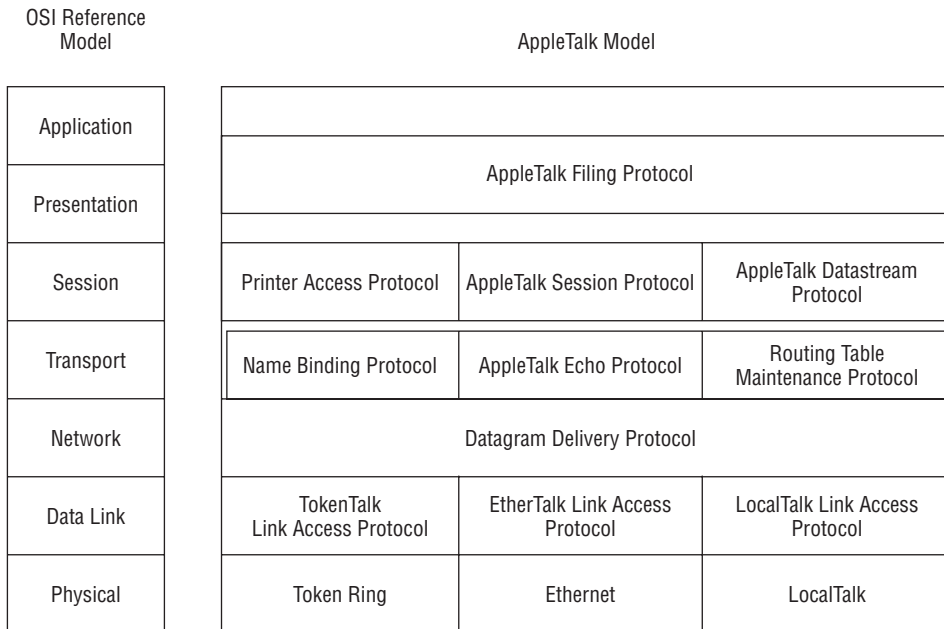 OSI Reference
Model
AppleTalk Model
Application
Presentation
AppleTalk Filing Protocol
Session
Printer Access Protocol
AppleTalk Session Protocol
AppleTalk Datastream
Protocol
Transport
Name Binding Protocol
AppleTalk Echo Protocol
Routing Table
Maintenance Protocol
Network
Datagram Delivery Protocol
Data Link
TokenTalk
Link Access Protocol
EtherTalk Link Access
Protocol
LocalTalk Link Access
Protocol
Physical
Token Ring
Ethernet
LocalTalk